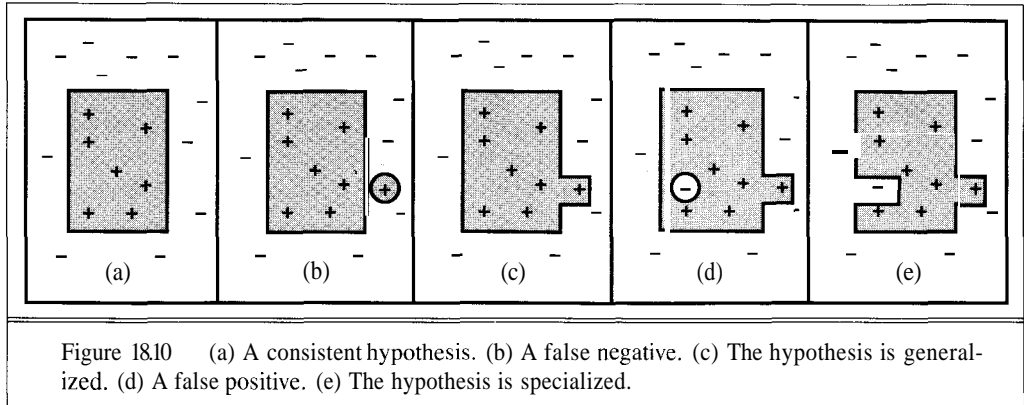 (a) (b) (c) (d) (e)
Figure 18.10 (a) A consistent hypothesis. (b) A false negative. (c) The hypothesis is general-
ized. (d) A false positive. (e) The hypothesis is specialized.